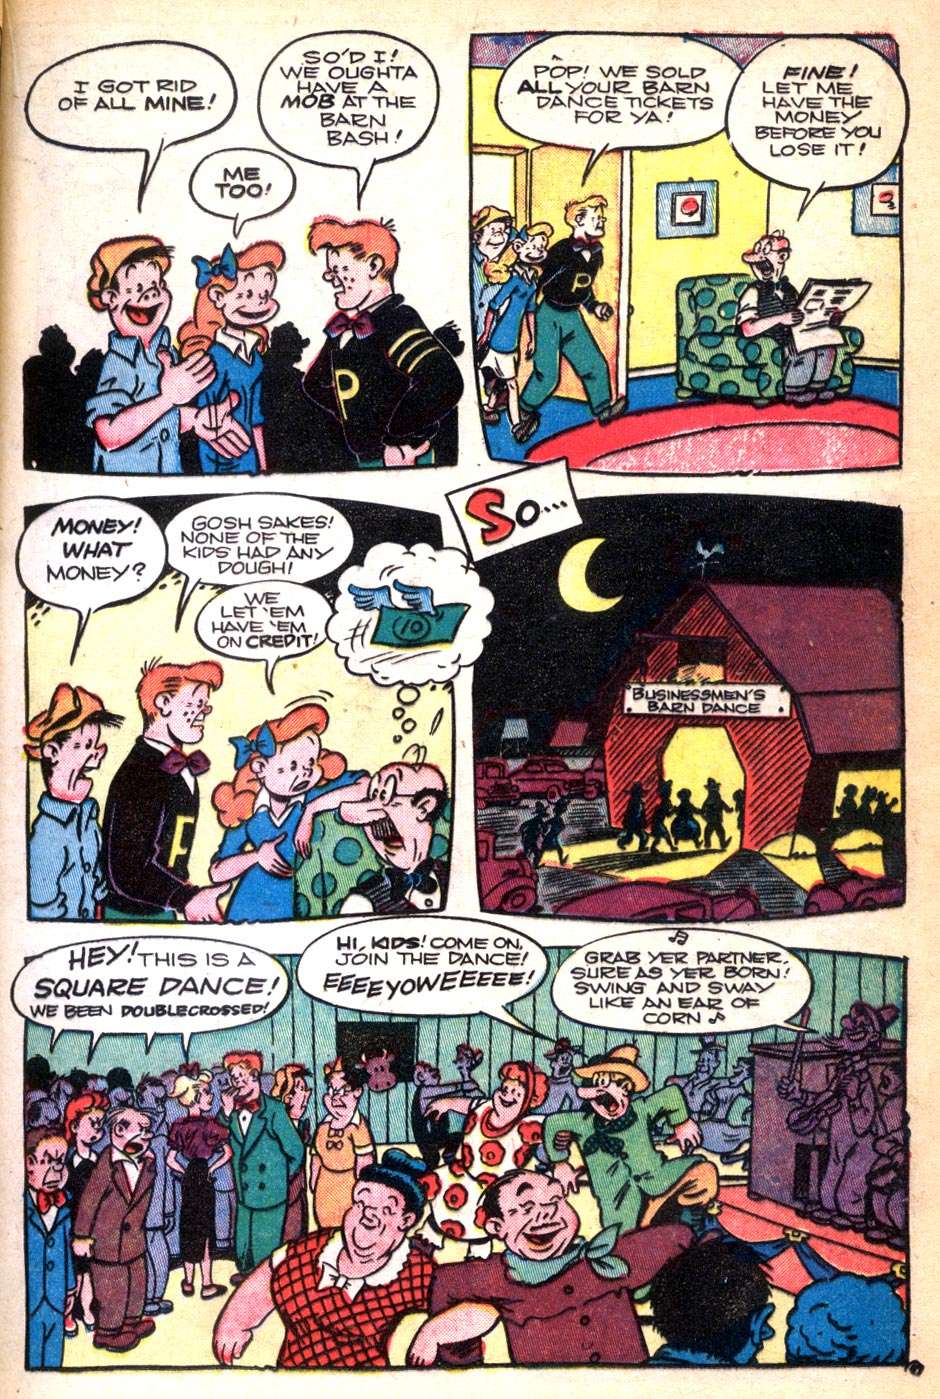 I GOT RID
OF ALL MINE!
ME
TOO!
SO'D I!
WE OUGHTA
HAVE A
MOB AT THE
BARN
BASH!
P
POP! WE SOLD
ALL YOUR BARN
DANCE TICKETS
FOR YA!
FINE!
LET ME
HAVE THE
MONEY
BEFORE YOU
LOSE IT!
P
MONEY!
WHAT
MONEY?
GOSH SAKES!
NONE OF THE
KIDS HAD ANY
DOUGH!
WE
LET 'EM
HAVE 'EM
ON CREDIT!
10
P
SO....
BUSINESSMEN'S
BARN DANCE
HEY! THIS IS A
SQUARE DANCE!
WE BEEN DOUBLECROSSED!
HI, KIDS! COME ON,
JOIN THE DANCE!
EEEEYOWEEEEE!
GRAB YER PARTNER,
SURE AS YER BORN!
SWING AND SWAY
LIKE AN EAR OF
CORN